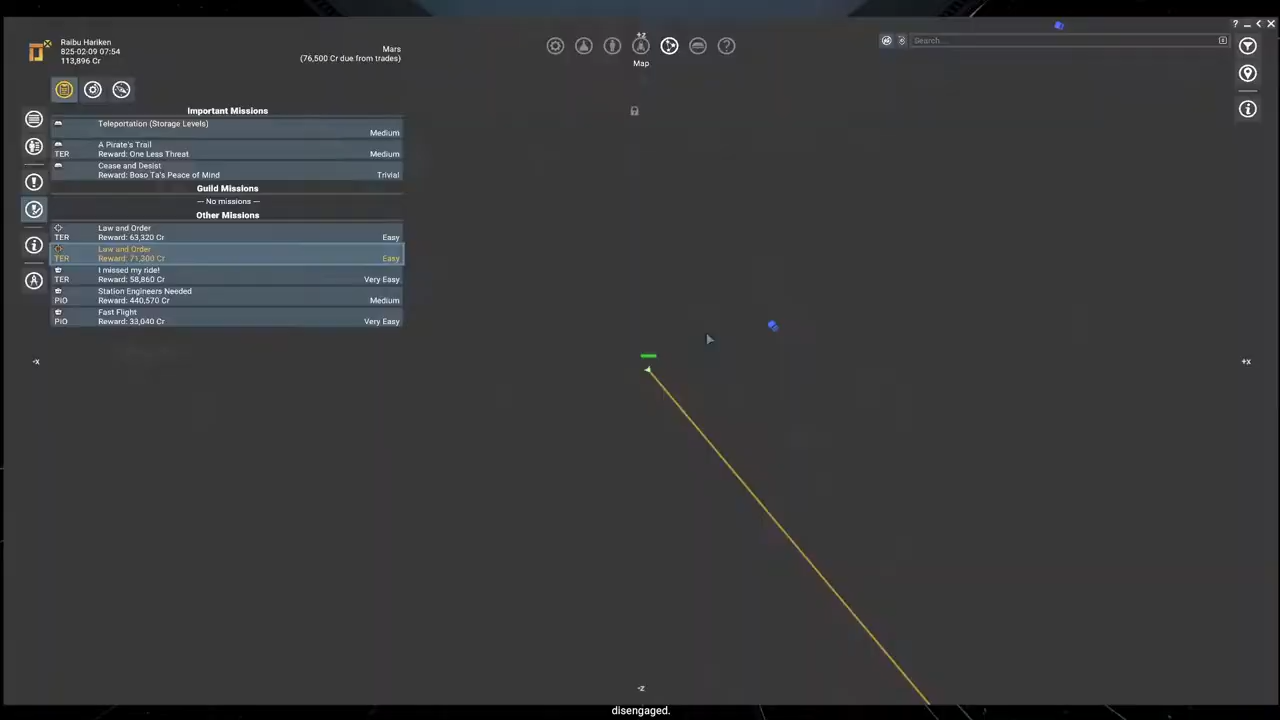 Raibu Hariken
825-02-09 07:54
113,896 Cr
Mars
(76,500 Cr due from trades)
+z
Map
Search...
Important Missions
Teleportation (Storage Levels)
Medium
A Pirate's Trail
TER Reward: One Less Threat Medium
Cease and Desist
Reward: Boso Ta's Peace of Mind Trivial
Guild Missions
--- No missions ---
Other Missions
Law and Order
TER Reward: 63,320 Cr Easy
Law and Order
TER Reward: 71,300 Cr Easy
I missed my ride!
TER Reward: 58,860 Cr Very Easy
Station Engineers Needed
PIO Reward: 440,570 Cr Medium
Fast Flight
PIO Reward: 33,040 Cr Very Easy
-x
+x
-z
disengaged.